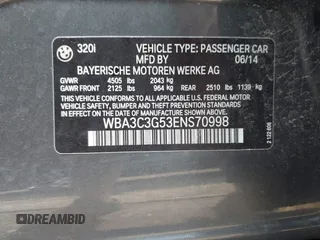 320i VEHICLE TYPE: PASSENGER CAR
MFD BY 06/14
BAYERISCHE MOTOREN WERKE AG
GVWR 4505 lbs 2043 kg
GAWR FRONT 2125 lbs 964 kg REAR 2510 lbs 1139 kg
THIS VEHICLE CONFORMS TO ALL APPLICABLE
U.S. FEDERAL MOTOR VEHICLE SAFETY, BUMPER,
AND THEFT PREVENTION STANDARDS IN EFFECT
ON THE DATE OF MANUFACTURE SHOWN ABOVE.
WBA3C3G53ENS70998
DREAMBID